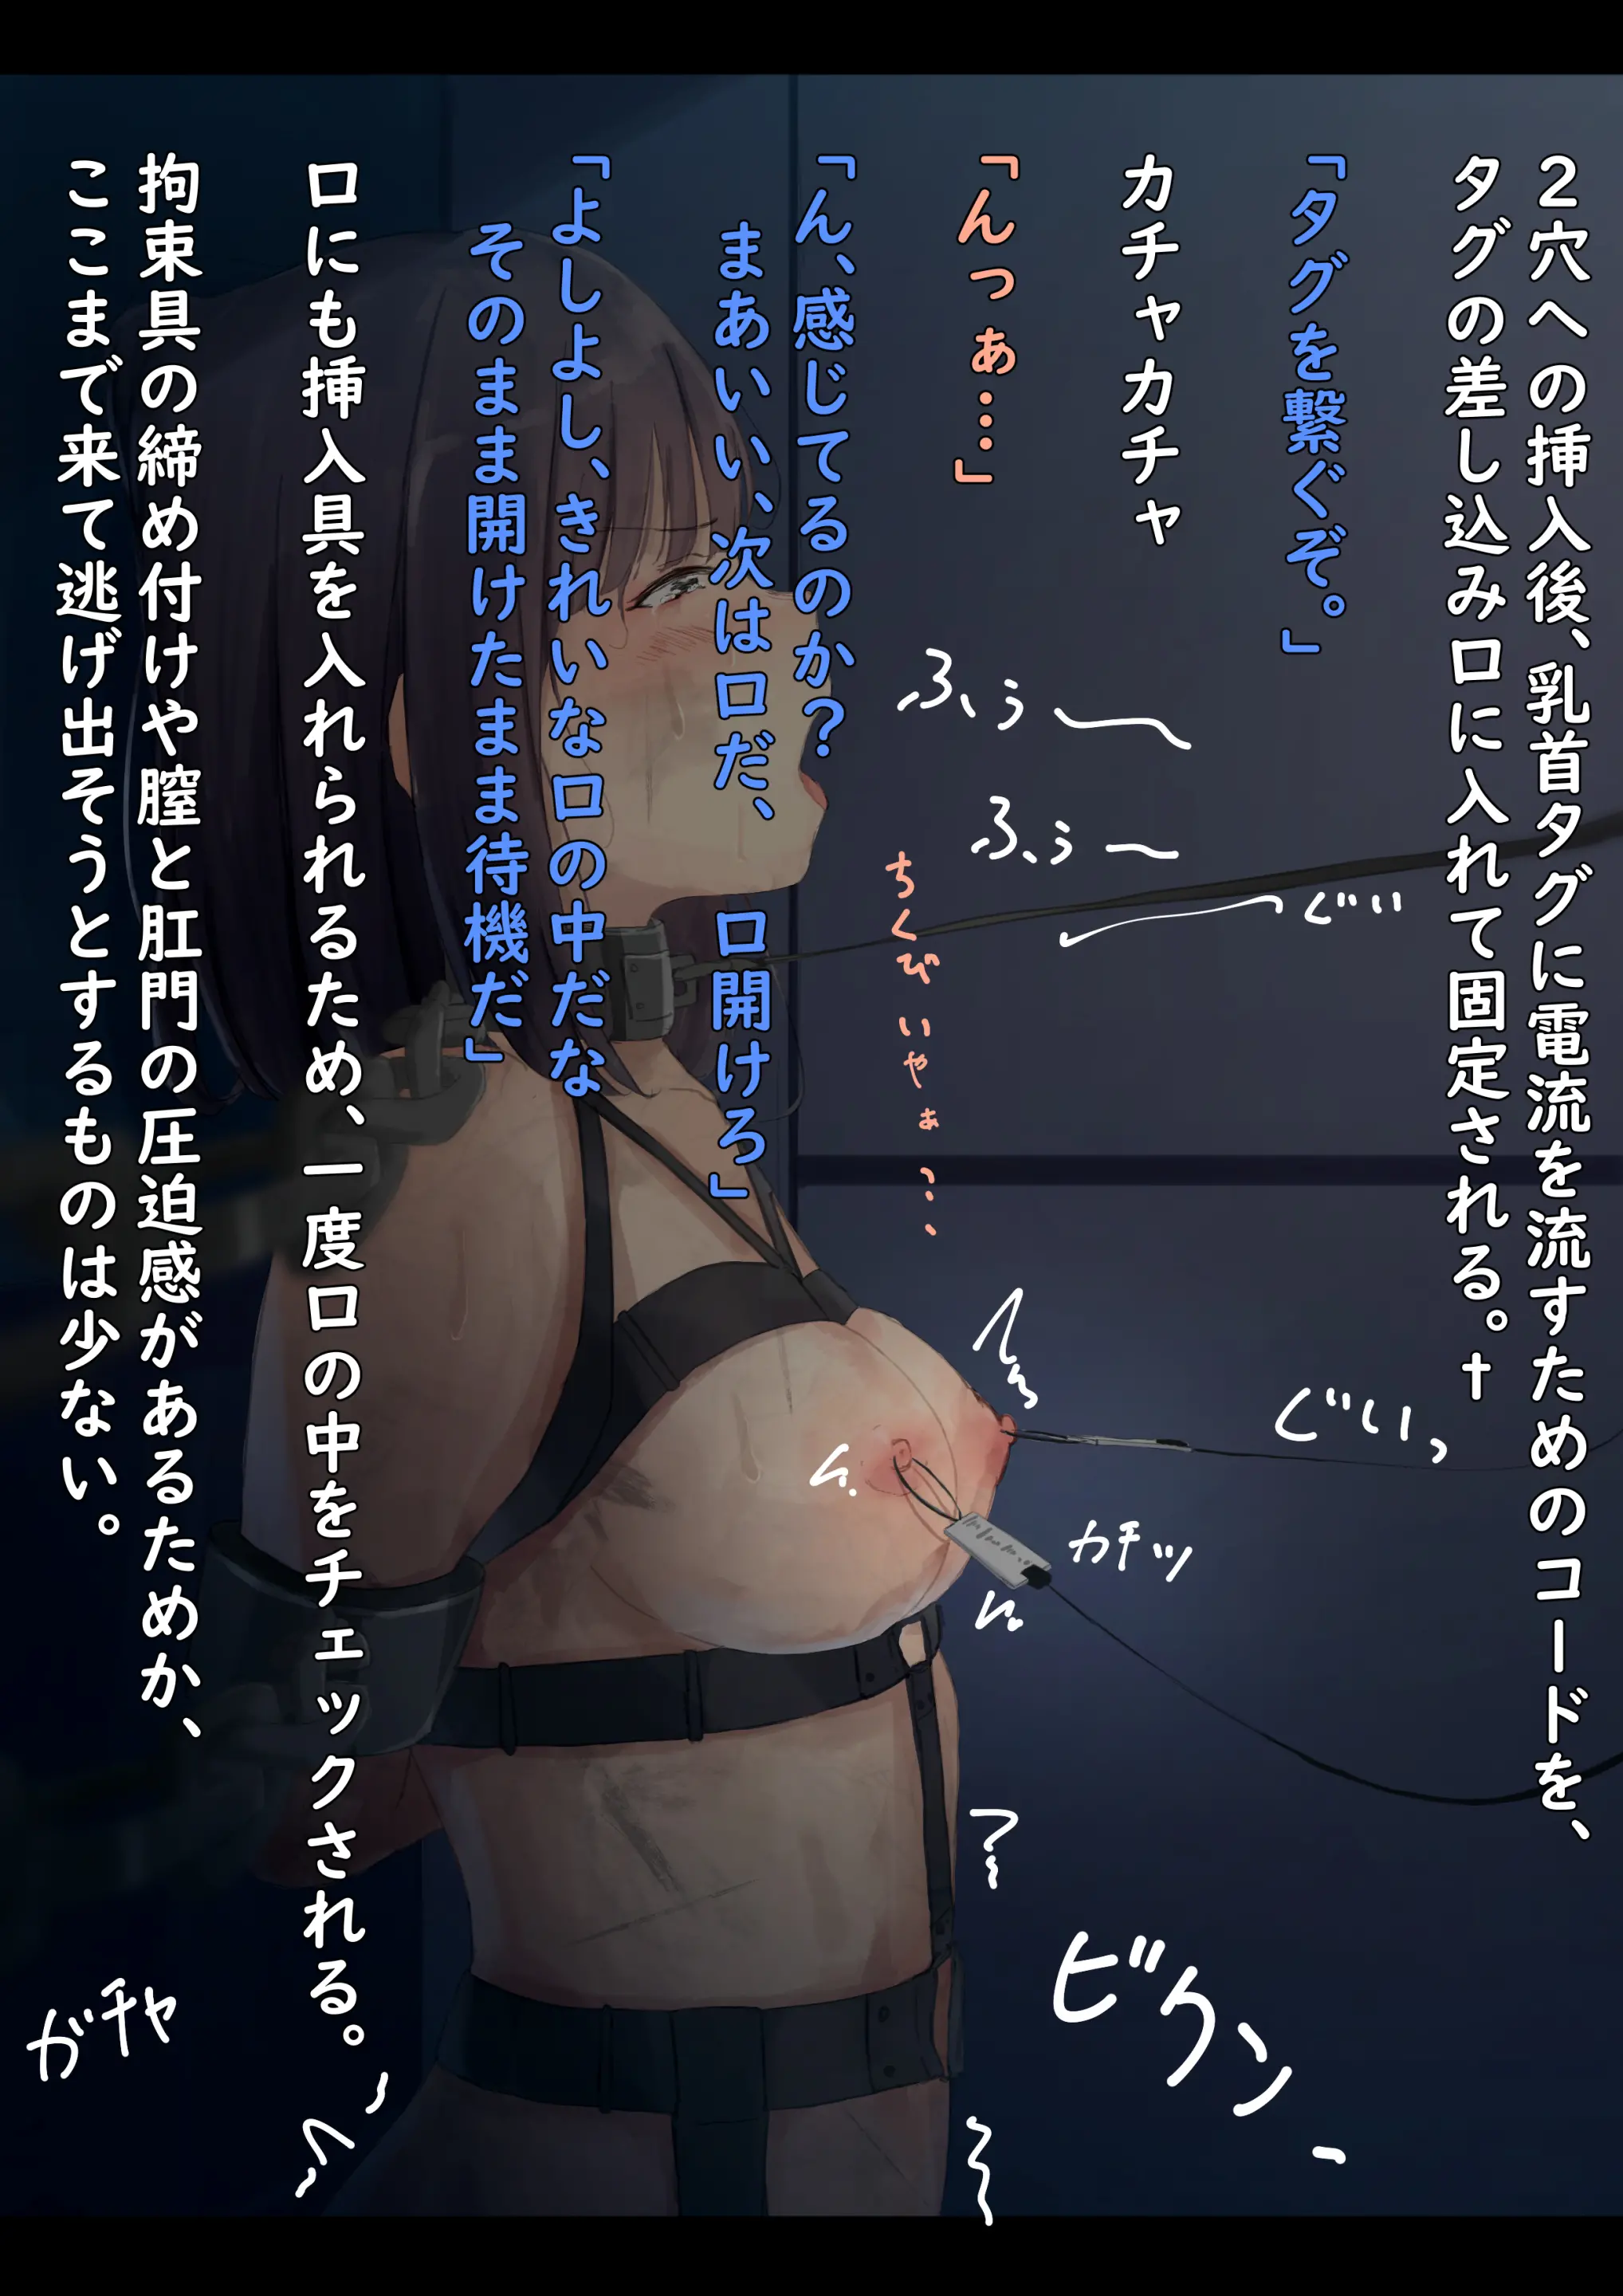 ２穴への挿入後、乳首タグに電流を流すためのコードを、
タグの差し込み口に入れて固定される。†
「タグを繋ぐぞ。」
カチャカチャ
「んっぁ……」
「ん、感じてるのか？
まあいい、次は口だ、　口開けろ」
「よしよし、きれいな口の中だな
そのまま開けたまま待機だ」
口にも挿入具を入れられるため、一度口の中をチェックされる。
拘束具の締め付けや膣と肛門の圧迫感があるためか、
ここまで来て逃げ出そうとするものは少ない。
ふぅ〜
ふぅ〜
ぐい
ちくび いやぁ……
ぐいっ
カチッ
ビクンッ
ガチャ